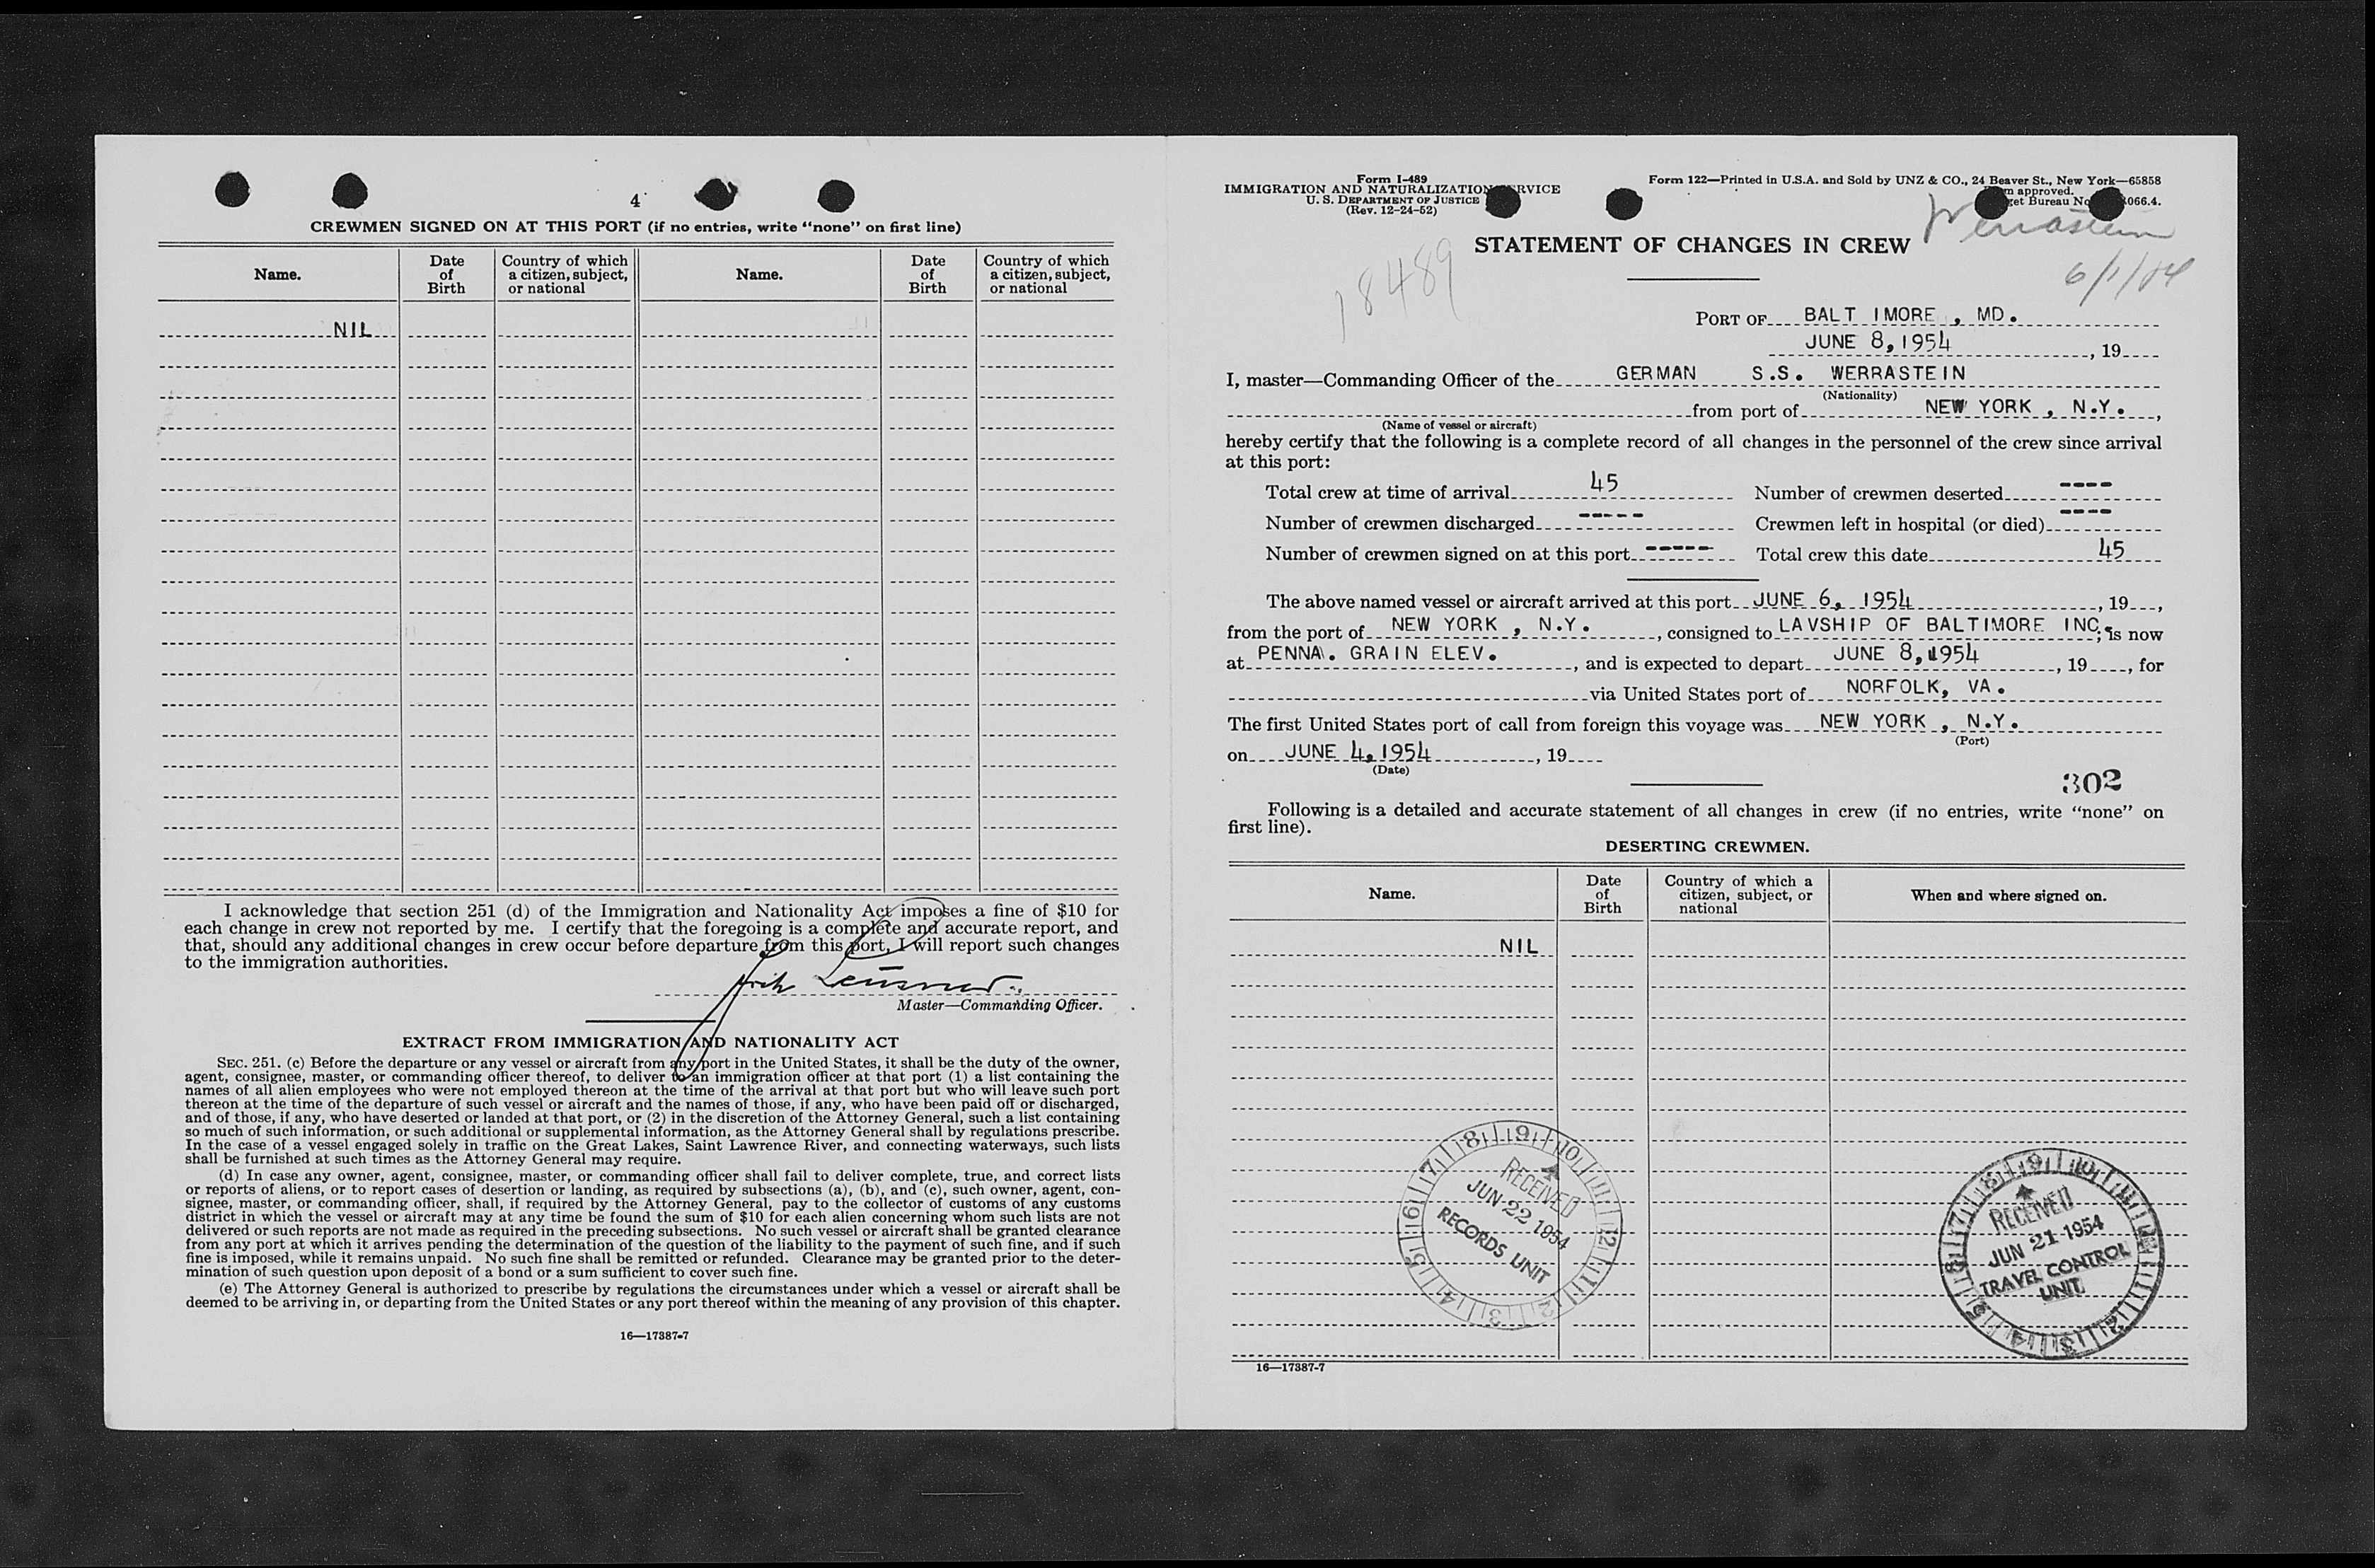 4
CREWMEN SIGNED ON AT THIS PORT (if no entries, write "none" on first line)
Name. Date of Birth Country of which a citizen, subject, or national Name. Date of Birth Country of which a citizen, subject, or national
NIL
I acknowledge that section 251 (d) of the Immigration and Nationality Act imposes a fine of $10 for
each change in crew not reported by me. I certify that the foregoing is a complete and accurate report, and
that, should any additional changes in crew occur before departure from this port, I will report such changes
to the immigration authorities.
Master—Commanding Officer.
EXTRACT FROM IMMIGRATION AND NATIONALITY ACT
SEC. 251. (c) Before the departure or any vessel or aircraft from any port in the United States, it shall be the duty of the owner,
agent, consignee, master, or commanding officer thereof, to deliver to an immigration officer at that port (1) a list containing the
names of all alien employees who were not employed thereon at the time of the arrival at that port but who will leave such port
thereon at the time of the departure of such vessel or aircraft and the names of those, if any, who have been paid off or discharged,
and of those, if any, who have deserted or landed at that port, or (2) in the discretion of the Attorney General, such a list containing
so much of such information, or such additional or supplemental information, as the Attorney General shall by regulations prescribe.
In the case of a vessel engaged solely in traffic on the Great Lakes, Saint Lawrence River, and connecting waterways, such lists
shall be furnished at such times as the Attorney General may require.
(d) In case any owner, agent, consignee, master, or commanding officer shall fail to deliver complete, true, and correct lists
or reports of aliens, or to report cases of desertion or landing, as required by subsections (a), (b), and (c), such owner, agent, con-
signee, master, or commanding officer, shall, if required by the Attorney General, pay to the collector of customs of any customs
district in which the vessel or aircraft may at any time be found the sum of $10 for each alien concerning whom such lists are not
delivered or such reports are not made as required in the preceding subsections. No such vessel or aircraft shall be granted clearance
from any port at which it arrives pending the determination of the question of the liability to the payment of such fine, and if such
fine is imposed, while it remains unpaid. No such fine shall be remitted or refunded. Clearance may be granted prior to the deter-
mination of such question upon deposit of a bond or a sum sufficient to cover such fine.
(e) The Attorney General is authorized to prescribe by regulations the circumstances under which a vessel or aircraft shall be
deemed to be arriving in, or departing from the United States or any port thereof within the meaning of any provision of this chapter.
16—17387-7
Form I-489
IMMIGRATION AND NATURALIZATION SERVICE
U. S. DEPARTMENT OF JUSTICE
(Rev. 12-24-52)
Form 122—Printed in U.S.A. and Sold by UNZ & CO., 24 Beaver St., New York—65858
approved.
Bureau No. 066.4.
Werrastein
18489
STATEMENT OF CHANGES IN CREW
PORT OF BALTIMORE, MD.
JUNE 8, 1954, 19
I, master—Commanding Officer of the GERMAN S.S. WERRASTEIN
(Nationality)
from port of NEW YORK, N.Y.,
(Name of vessel or aircraft)
hereby certify that the following is a complete record of all changes in the personnel of the crew since arrival
at this port:
Total crew at time of arrival 45 Number of crewmen deserted ----
Number of crewmen discharged ----- Crewmen left in hospital (or died) ----
Number of crewmen signed on at this port ----- Total crew this date 45
The above named vessel or aircraft arrived at this port JUNE 6, 1954, 19,
from the port of NEW YORK, N.Y., consigned to LAVSHIP OF BALTIMORE INC; is now
at PENNA. GRAIN ELEV., and is expected to depart JUNE 8, 1954, 19, for
via United States port of NORFOLK, VA.
The first United States port of call from foreign this voyage was NEW YORK, N.Y.
(Port)
on JUNE 4, 1954, 19
(Date)
302
Following is a detailed and accurate statement of all changes in crew (if no entries, write "none" on
first line).
DESERTING CREWMEN.
Name. Date of Birth Country of which a citizen, subject, or national When and where signed on.
NIL
RECEIVED
JUN 22 1954
RECORDS UNIT
RECEIVED
JUN 21 1954
TRAVEL CONTROL
UNIT
16—17387-7